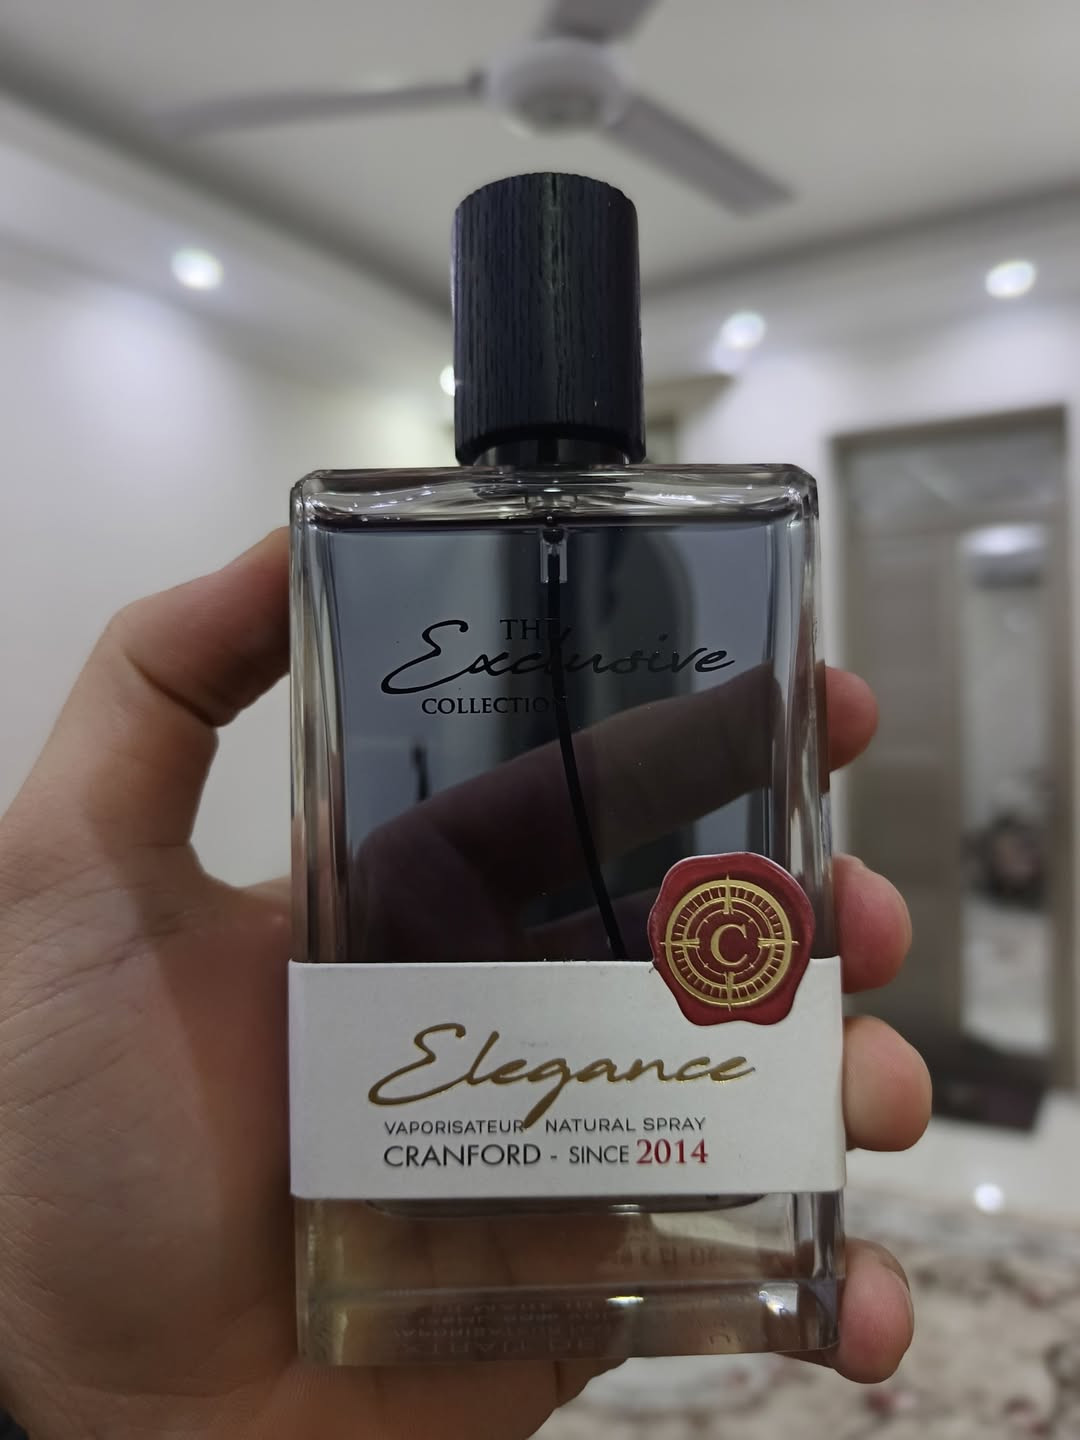 THE
Exclusive
COLLECTION
C
Elegance
VAPORISATEUR NATURAL SPRAY
CRANFORD - SINCE 2014